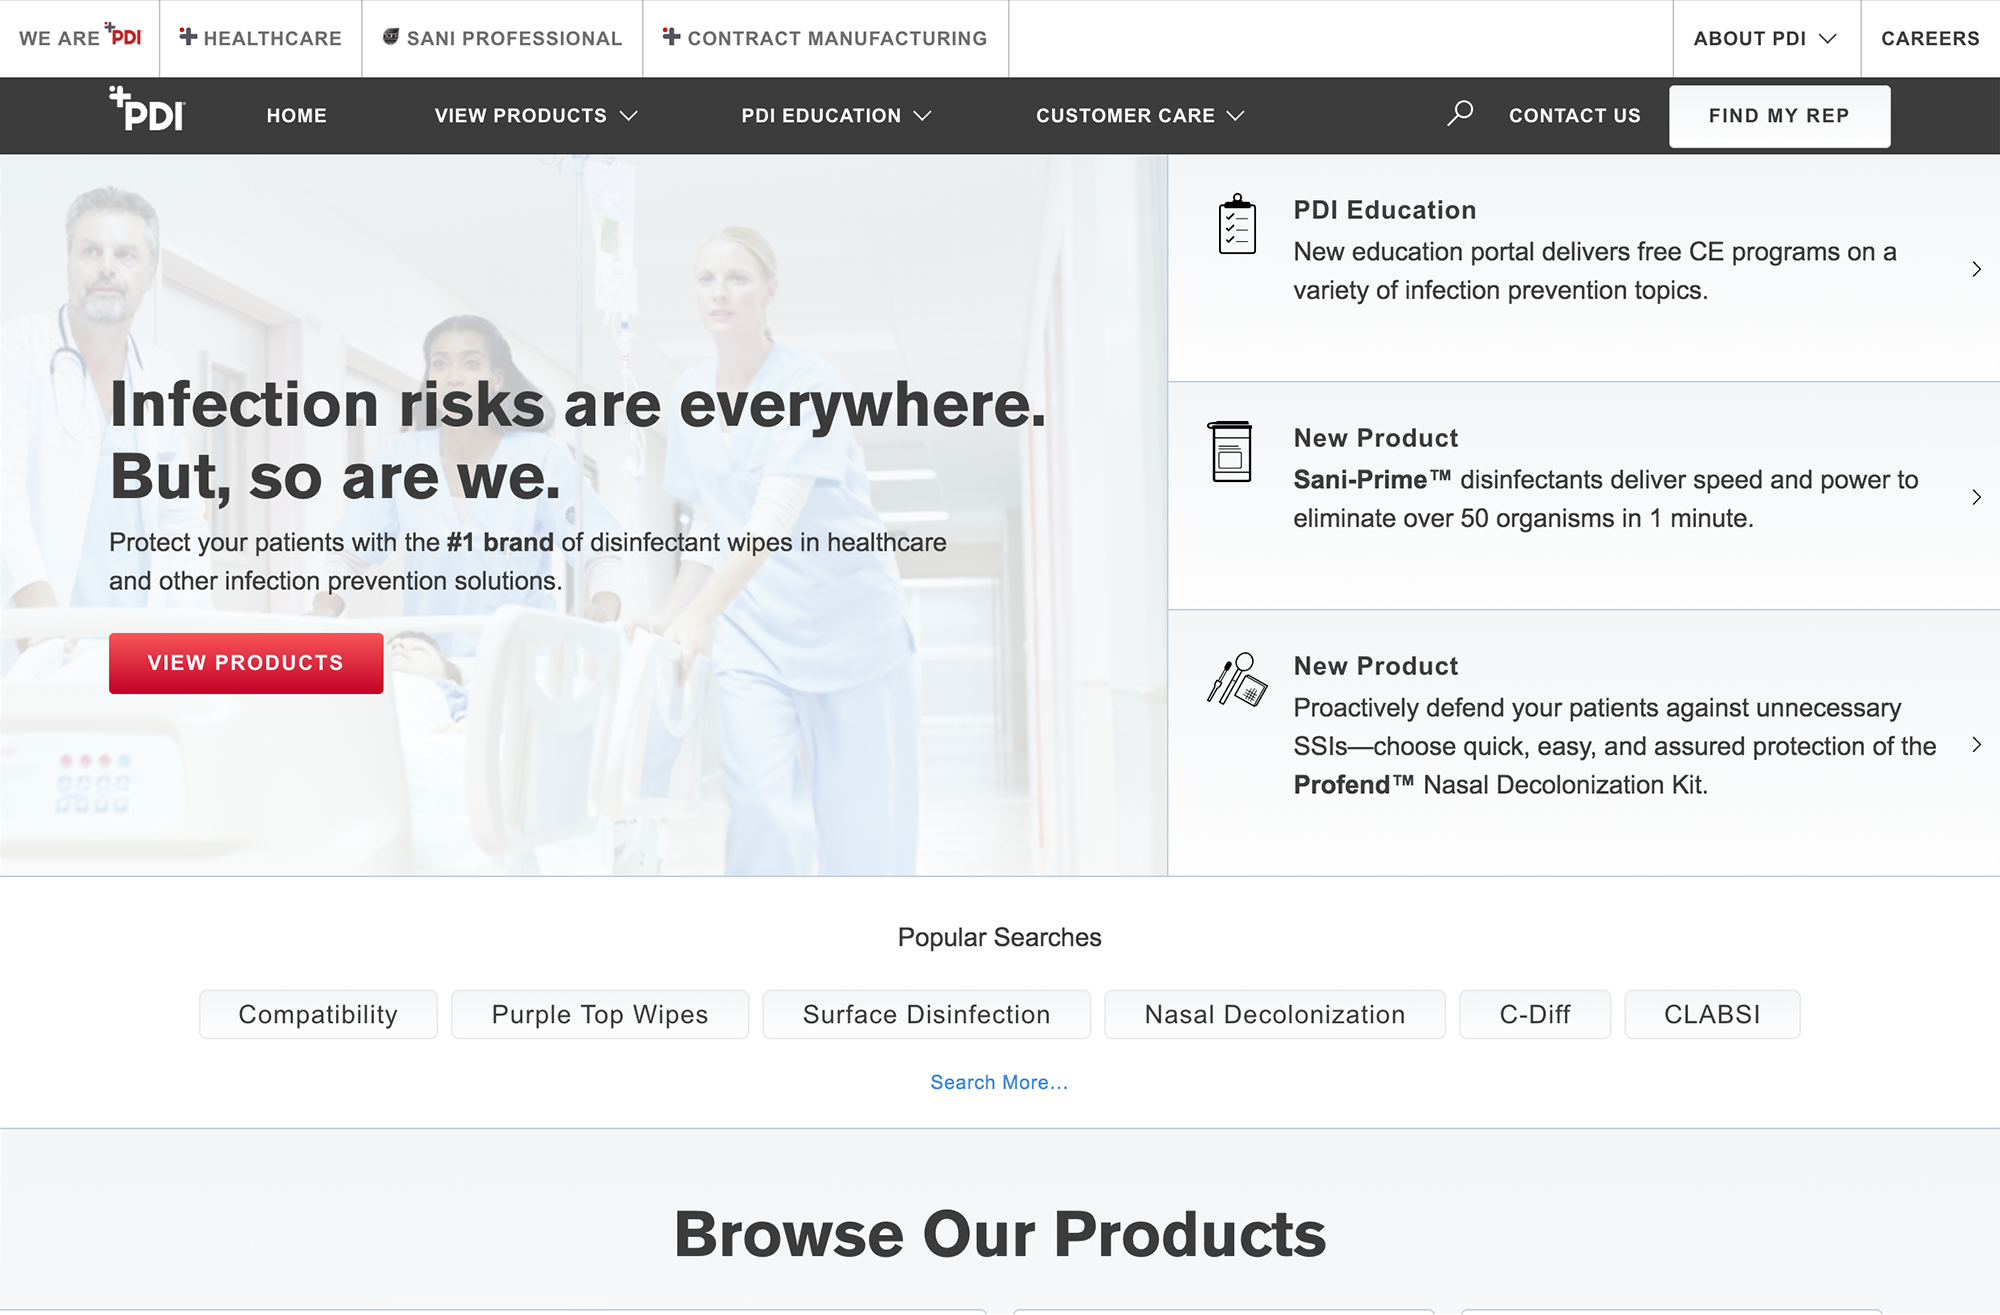 WE ARE PDI
HEALTHCARE
SANI PROFESSIONAL
CONTRACT MANUFACTURING
ABOUT PDI
CAREERS
PDI
HOME
VIEW PRODUCTS
PDI EDUCATION
CUSTOMER CARE
CONTACT US
FIND MY REP
Infection risks are everywhere.
But, so are we.
Protect your patients with the #1 brand of disinfectant wipes in healthcare
and other infection prevention solutions.
VIEW PRODUCTS
PDI Education
New education portal delivers free CE programs on a
variety of infection prevention topics.
New Product
Sani-Prime™ disinfectants deliver speed and power to
eliminate over 50 organisms in 1 minute.
New Product
Proactively defend your patients against unnecessary
SSIs—choose quick, easy, and assured protection of the
Profend™ Nasal Decolonization Kit.
Popular Searches
Compatibility
Purple Top Wipes
Surface Disinfection
Nasal Decolonization
C-Diff
CLABSI
Search More...
Browse Our Products